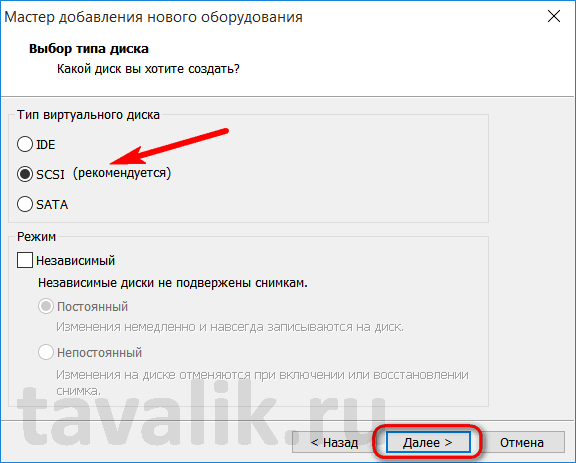 Мастер добавления нового оборудования
Выбор типа диска
Какой диск вы хотите создать?
Тип виртуального диска
IDE
SCSI (рекомендуется)
SATA
Режим
Независимый
Независимые диски не подвержены снимкам.
Постоянный
Изменения немедленно и навсегда записываются на диск.
Непостоянный
Изменения на диске отменяются при включении или восстановлении
снимка.
tavalik.ru
< Назад
Далее >
Отмена